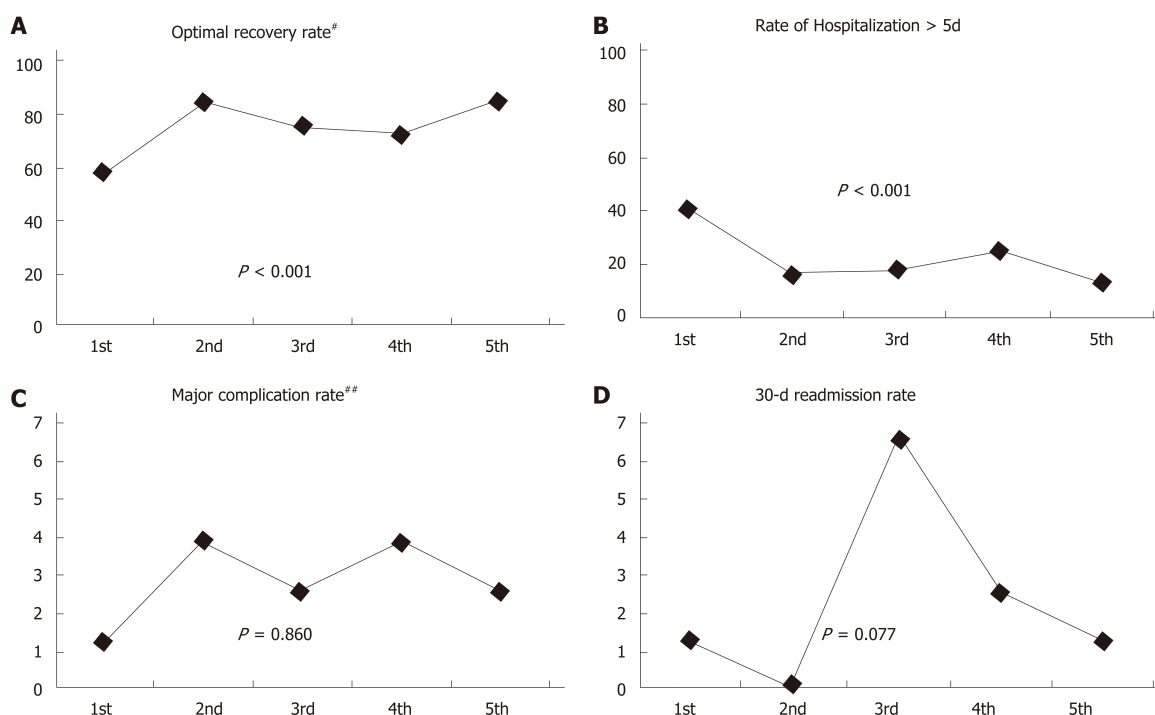 A
Optimal recovery rate#
100
80
60
40
20
0
P < 0.001
1st 2nd 3rd 4th 5th
B
Rate of Hospitalization > 5d
100
80
60
40
20
0
P < 0.001
1st 2nd 3rd 4th 5th
C
Major complication rate##
7
6
5
4
3
2
1
0
P = 0.860
1st 2nd 3rd 4th 5th
D
30-d readmission rate
7
6
5
4
3
2
1
0
P = 0.077
1st 2nd 3rd 4th 5th